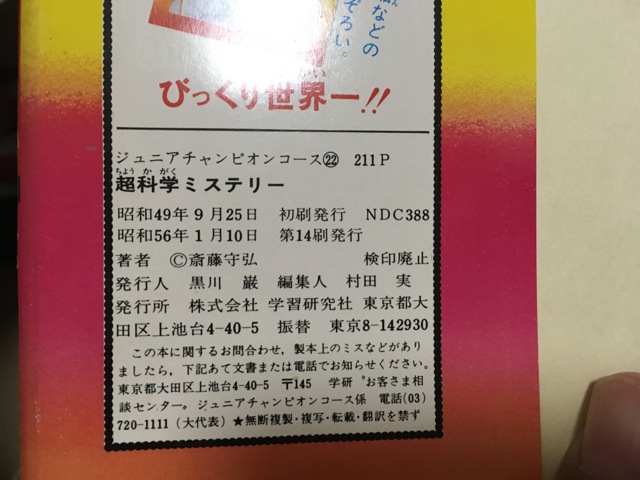 などの
ぞろい。
びっくり世界一!!
ジュニアチャンピオンコース㉒ 211P
ちょうかがく
超科学ミステリー
昭和49年9月25日 初刷発行 NDC388
昭和56年1月10日 第14刷発行
著者 ©斎藤守弘 検印廃止
発行人 黒川 巌 編集人 村田 実
発行所 株式会社 学習研究社 東京都大
田区上池台4-40-5 振替 東京8-142930
この本に関するお問合わせ,製本上のミスなどがあり
ましたら,下記あて文書または電話でお知らせください。
東京都大田区上池台4-40-5 〒145 学研“お客さま相
談センター。ジュニアチャンピオンコース係 電話(03)
720-1111(大代表)★無断複製・複写・転載・翻訳を禁ず